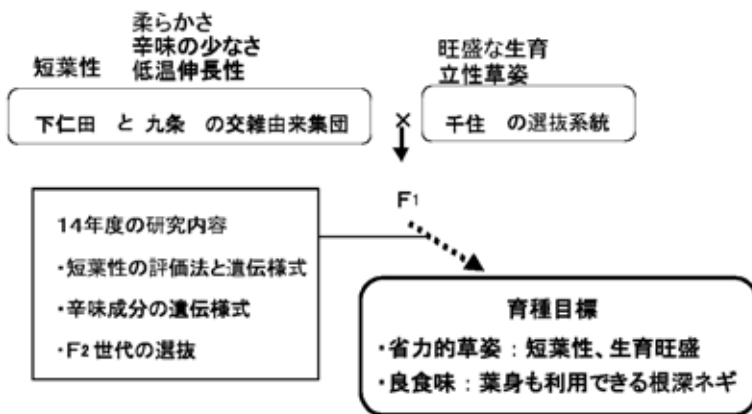 柔らかさ
辛味の少なさ
短葉性 低温伸長性
旺盛な生育
立性草姿
下仁田 と 九条 の交雑由来集団
×
千住 の選抜系統
F1
14年度の研究内容
・短葉性の評価法と遺伝様式
・辛味成分の遺伝様式
・F2世代の選抜
育種目標
・省力的草姿：短葉性、生育旺盛
・良食味：葉身も利用できる根深ネギ